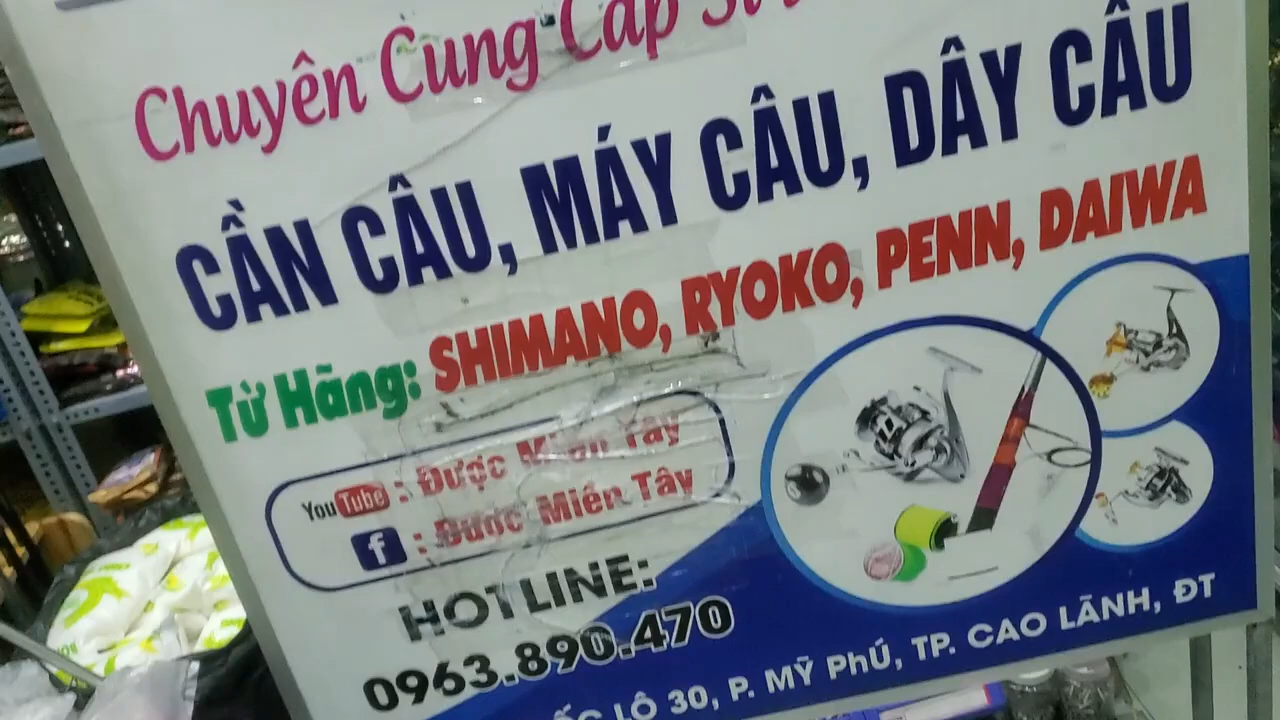 Chuyên Cung Cấp Sỉ
CẦN CÂU, MÁY CÂU, DÂY CÂU
Từ Hãng: SHIMANO, RYOKO, PENN, DAIWA
YouTube : Được Miền Tây
f : Được Miền Tây
HOTLINE:
0963.890.470
LÔ 30, P. MỸ PHÚ, TP. CAO LÃNH, ĐT